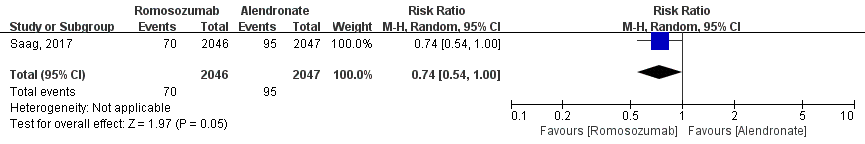 Romosozumab Alendronate Risk Ratio Risk Ratio
Study or Subgroup Events Total Events Total Weight M-H, Random, 95% CI M-H, Random, 95% CI
Saag, 2017 70 2046 95 2047 100.0% 0.74 [0.54, 1.00]
Total (95% CI) 2046 2047 100.0% 0.74 [0.54, 1.00]
Total events 70 95
Heterogeneity: Not applicable
Test for overall effect: Z = 1.97 (P = 0.05)
0.1 0.2 0.5 1 2 5 10
Favours [Romosozumab] Favours [Alendronate]